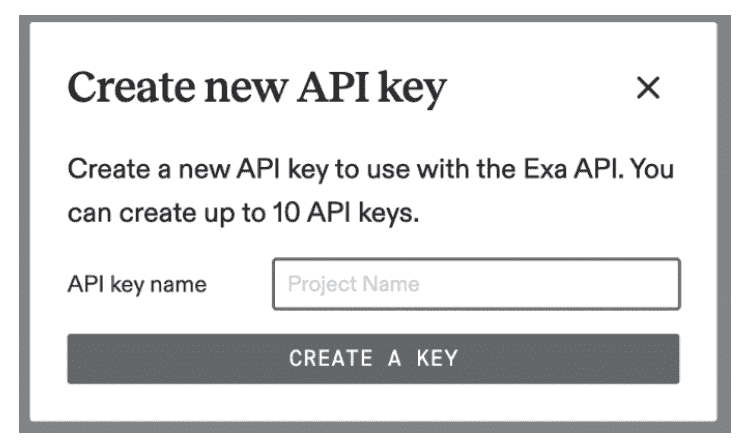 Create new API key
Create a new API key to use with the Exa API. You
can create up to 10 API keys.
API key name
Project Name
CREATE A KEY